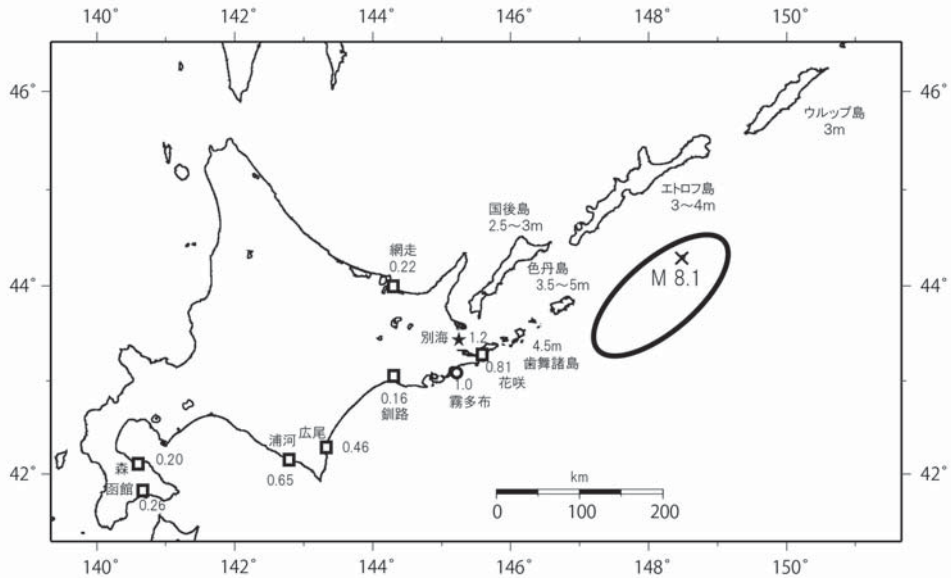 140° 142° 144° 146° 148° 150°
46°
ウルップ島
3m
エトロフ島
3〜4m
国後島
2.5〜3m
網走
0.22
色丹島
3.5〜5m
44°
44°
M 8.1
別海
1.2
4.5m
歯舞諸島
0.81
花咲
1.0
霧多布
0.16
釧路
広尾
0.46
浦河
0.65
0.20
森
函館
0.26
42°
42°
km
0 100 200
46°
140° 142° 144° 146° 148° 150°